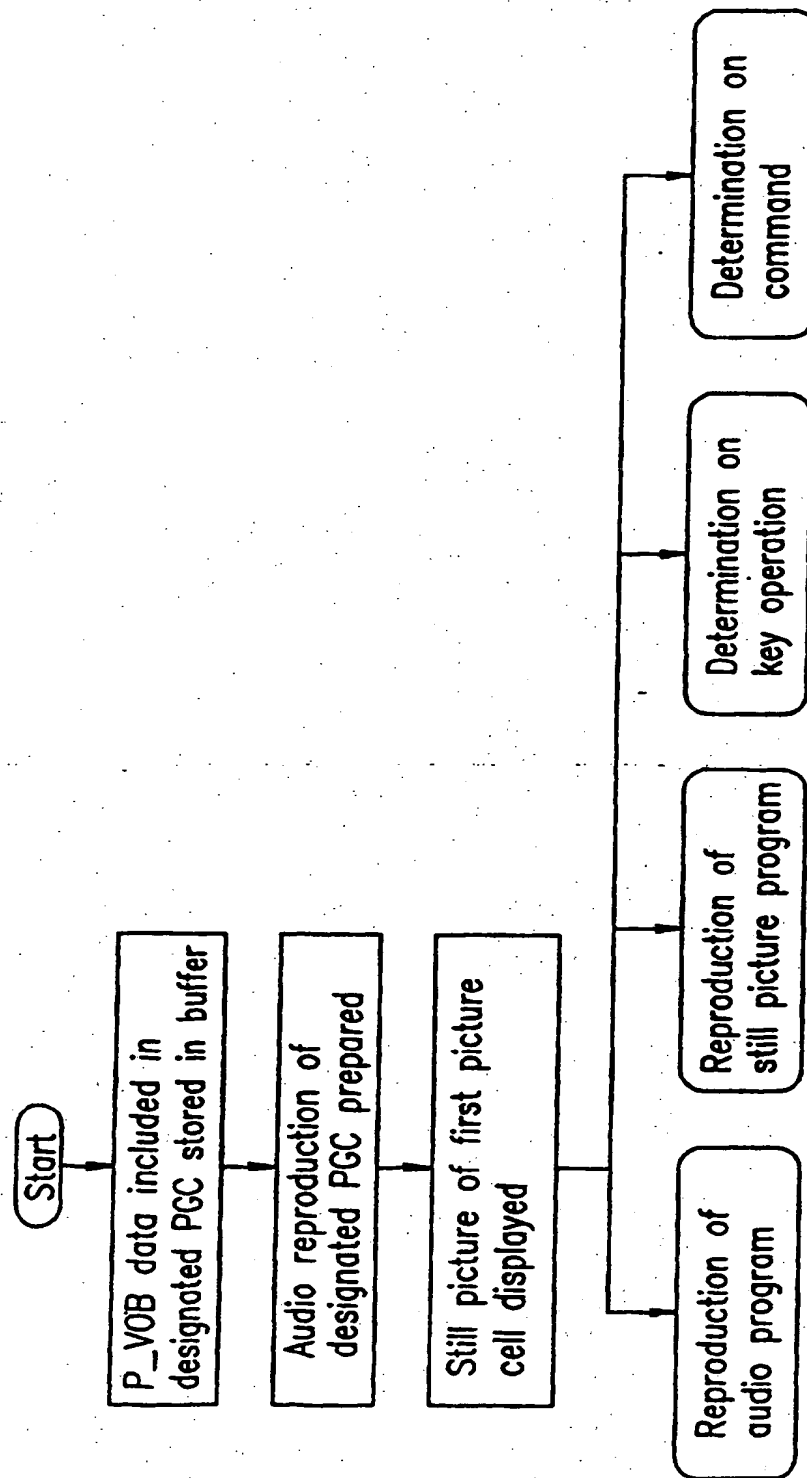 Start
P_VOB data included in
designated PGC stored in buffer
Audio reproduction of
designated PGC prepared
Still picture of first picture
cell displayed
Reproduction of
audio program
Reproduction of
still picture program
Determination on
key operation
Determination on
command